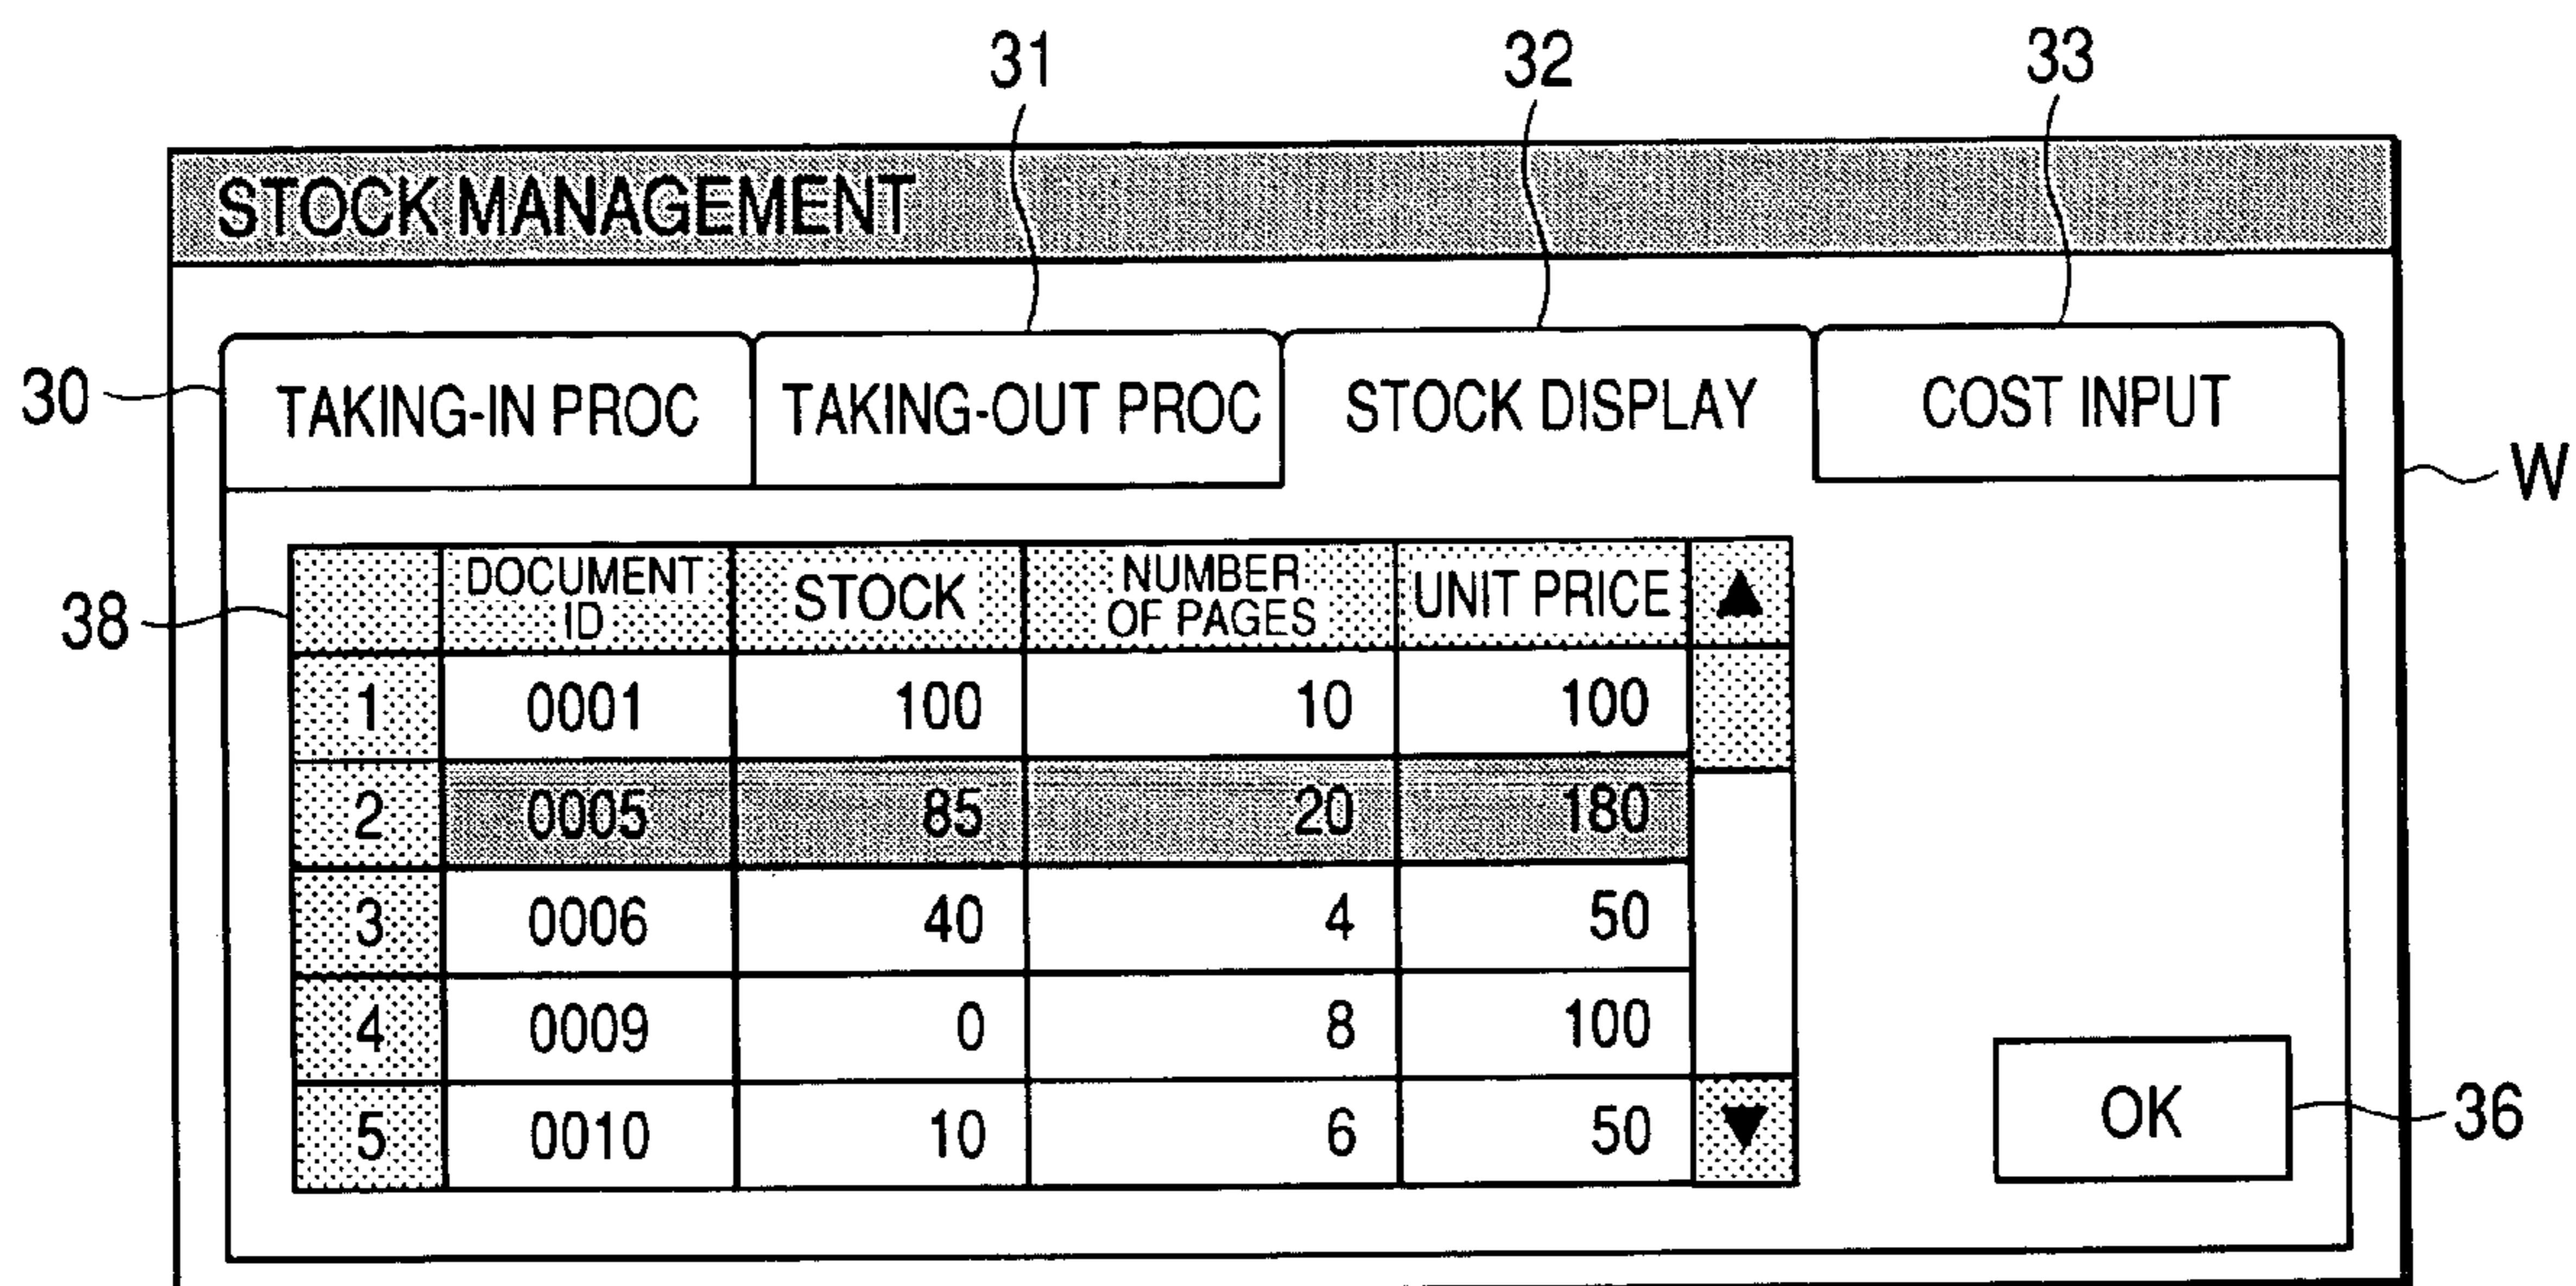 31 32 33
STOCK MANAGEMENT
30 TAKING-IN PROC TAKING-OUT PROC STOCK DISPLAY COST INPUT
W
38 DOCUMENT ID STOCK NUMBER OF PAGES UNIT PRICE ▲
1 0001 100 10 100
2 0005 85 20 180
3 0006 40 4 50
4 0009 0 8 100
5 0010 10 6 50 ▼
OK 36